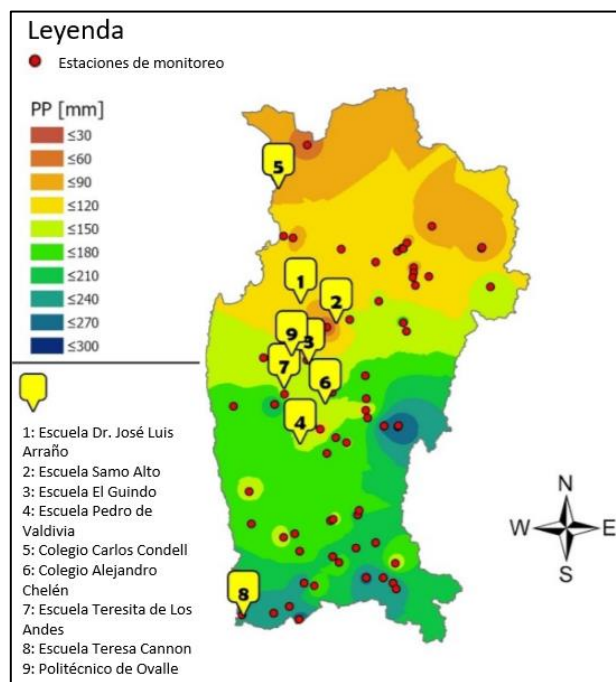 Leyenda
Estaciones de monitoreo
PP [mm]
≤30
≤60
≤90
≤120
≤150
≤180
≤210
≤240
≤270
≤300
5
1
2
9
3
7
6
4
8
N
W E
S
1: Escuela Dr. José Luis
Arraño
2: Escuela Samo Alto
3: Escuela El Guindo
4: Escuela Pedro de
Valdivia
5: Colegio Carlos Condell
6: Colegio Alejandro
Chelén
7: Escuela Teresita de Los
Andes
8: Escuela Teresa Cannon
9: Politécnico de Ovalle